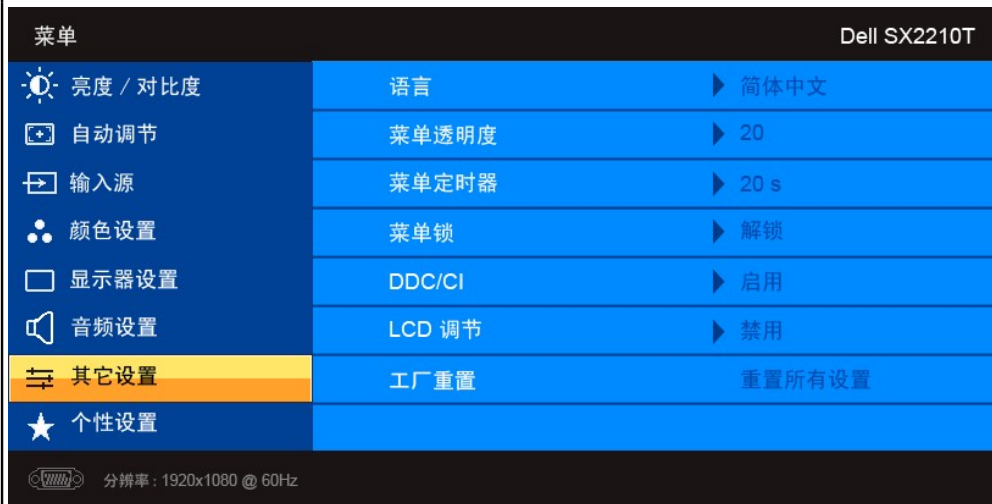 菜单 Dell SX2210T
亮度 / 对比度 语言 简体中文
自动调节 菜单透明度 20
输入源 菜单定时器 20 s
颜色设置 菜单锁 解锁
显示器设置 DDC/CI 启用
音频设置 LCD 调节 禁用
其它设置 工厂重置 重置所有设置
个性设置
分辨率 : 1920x1080 @ 60Hz